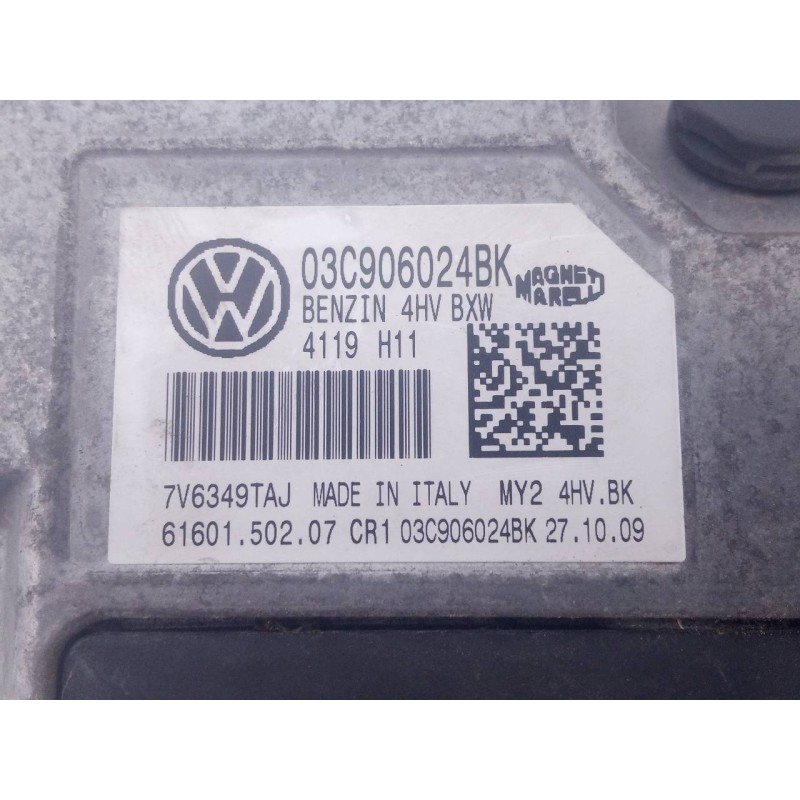 03C906024BK
MAGNETI
MARELLI
BENZIN 4HV BXW
4119 H11
7V6349TAJ MADE IN ITALY MY2 4HV.BK
61601.502.07 CR1 03C906024BK 27.10.09